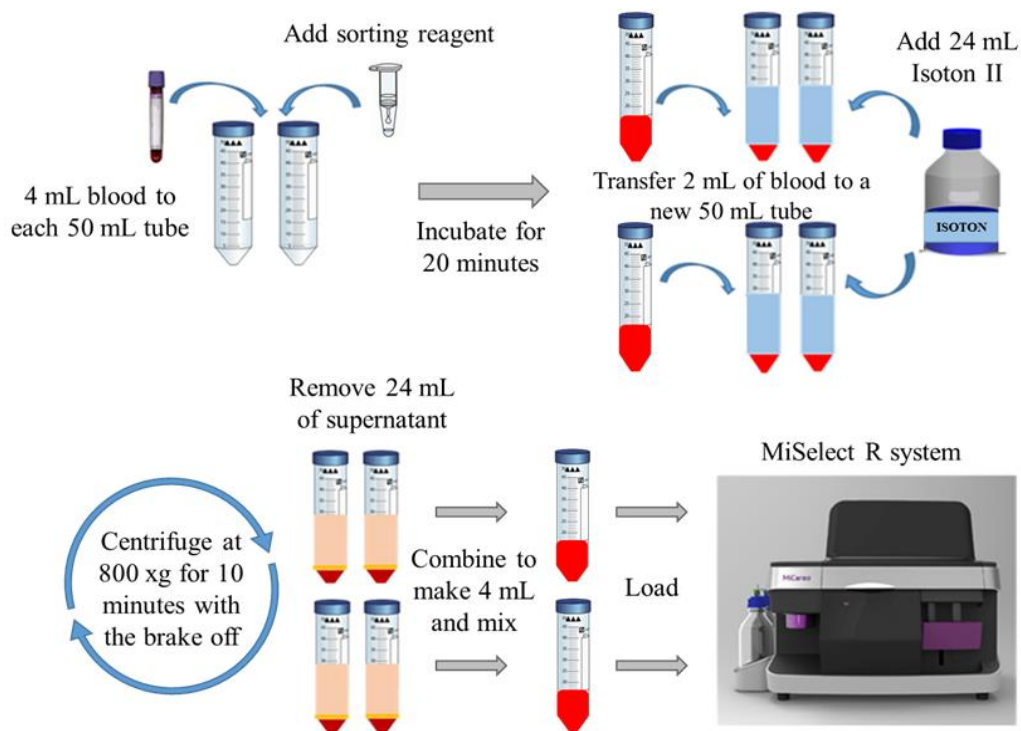 Add sorting reagent
4 mL blood to
each 50 mL tube
Incubate for
20 minutes
Add 24 mL
Isoton II
Transfer 2 mL of blood to a
new 50 mL tube
ISOTON
Remove 24 mL
of supernatant
Centrifuge at
800 xg for 10
minutes with
the brake off
Combine to
make 4 mL
and mix
Load
MiSelect R system
MiCareo